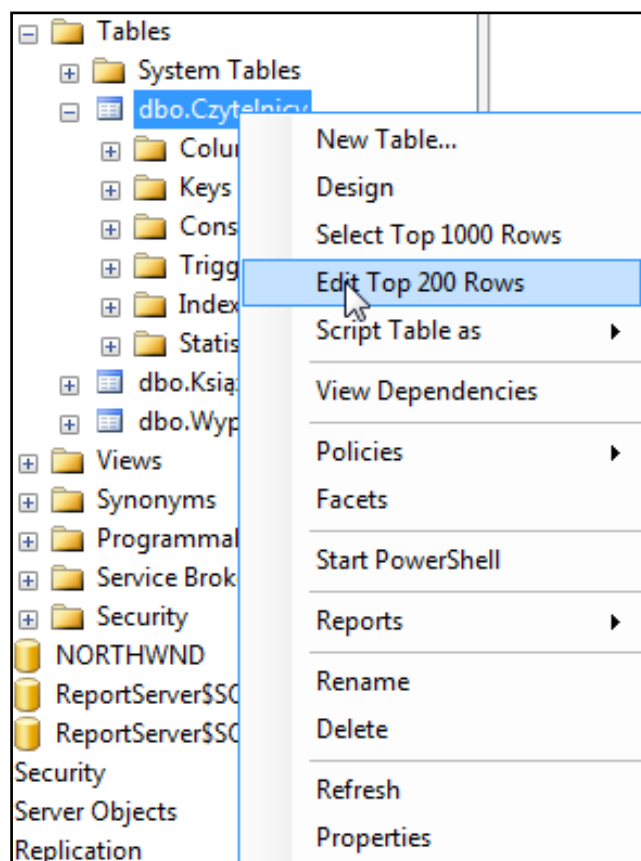 Tables
System Tables
dbo.Czytelnicy
Colu
Keys
Cons
Trigg
Index
Statis
dbo.Ksią
dbo.Wyp
Views
Synonyms
Programmal
Service Brok
Security
NORTHWND
ReportServer$SC
ReportServer$SC
Security
Server Objects
Replication
New Table...
Design
Select Top 1000 Rows
Edit Top 200 Rows
Script Table as
View Dependencies
Policies
Facets
Start PowerShell
Reports
Rename
Delete
Refresh
Properties